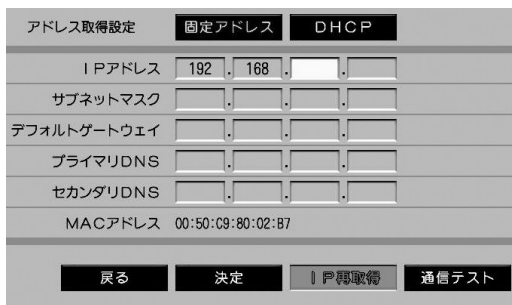 アドレス取得設定 固定アドレス DHCP
IPアドレス 192 . 168 . .
サブネットマスク . . .
デフォルトゲートウェイ . . .
プライマリDNS . . .
セカンダリDNS . . .
MACアドレス 00:50:C9:80:02:B7
戻る 決定 IP再取得 通信テスト